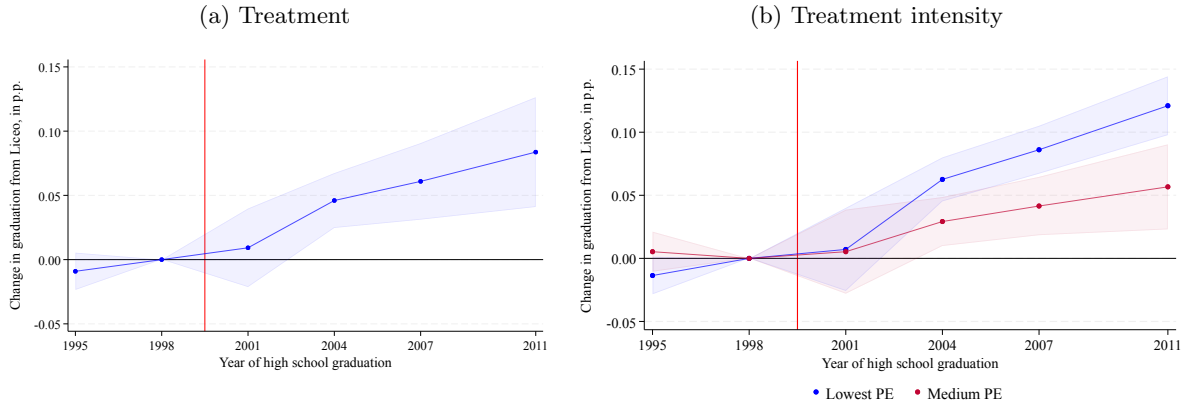 (a) Treatment
Change in graduation from Liceo, in p.p.
0.15
0.10
0.05
0.00
-0.05
1995 1998 2001 2004 2007 2011
Year of high school graduation
(b) Treatment intensity
Change in graduation from Liceo, in p.p.
0.15
0.10
0.05
0.00
-0.05
1995 1998 2001 2004 2007 2011
Year of high school graduation
Lowest PE Medium PE